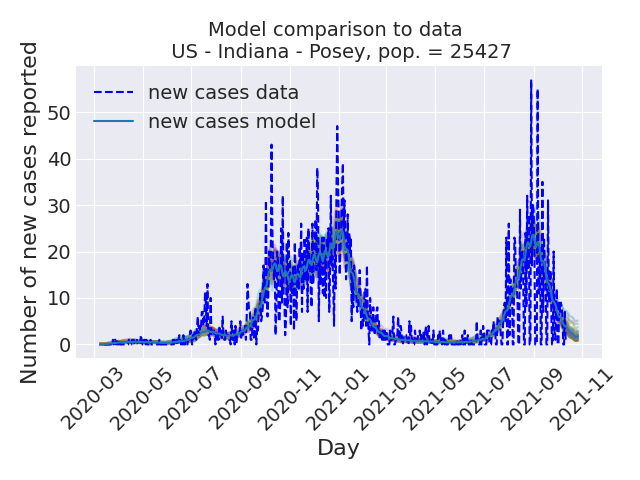 Model comparison to data
US - Indiana - Posey, pop. = 25427
Number of new cases reported
new cases data
new cases model
50
40
30
20
10
0
2020-03
2020-05
2020-07
2020-09
2020-11
2021-01
2021-03
2021-05
2021-07
2021-09
2021-11
Day